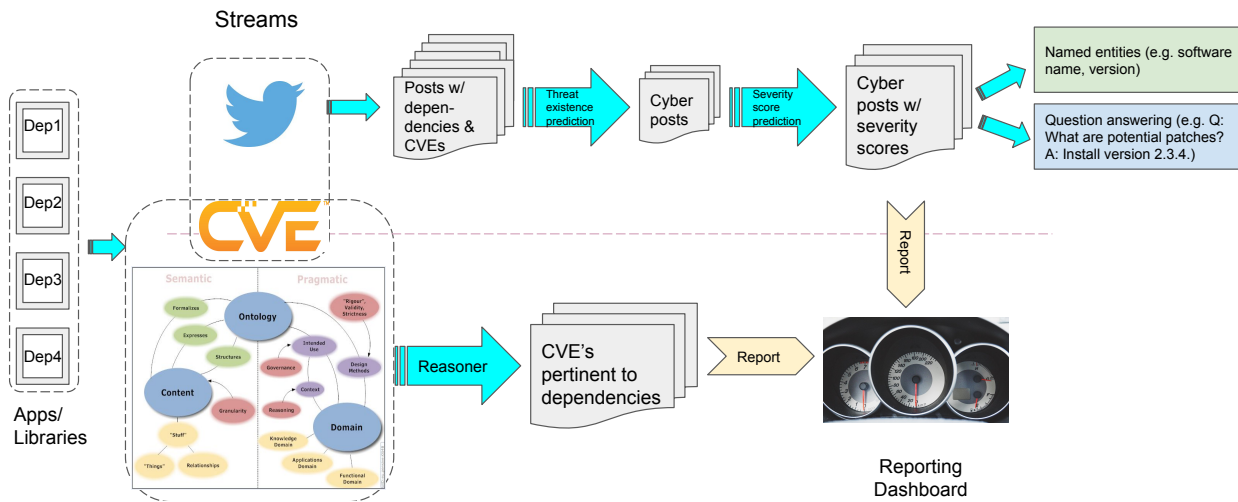 Streams
Dep1
Dep2
Dep3
Dep4
Apps/
Libraries
CVE
Posts w/
depen-
dencies &
CVEs
Threat
existence
prediction
Cyber
posts
Severity
score
prediction
Cyber
posts w/
severity
scores
Named entities (e.g. software
name, version)
Question answering (e.g. Q:
What are potential patches?
A: Install version 2.3.4.)
Report
Semantic
Pragmatic
Formalizes
Expresses
Structures
Ontology
"Rigour",
Validity,
Strictness
Intended
Use
Governance
Design
Methods
Content
Context
Granularity
Reasoning
Domain
"Stuff"
"Things"
Relationships
Knowledge
Domain
Applications
Domain
Functional
Domain
Reasoner
CVE's
pertinent to
dependencies
Report
Reporting
Dashboard